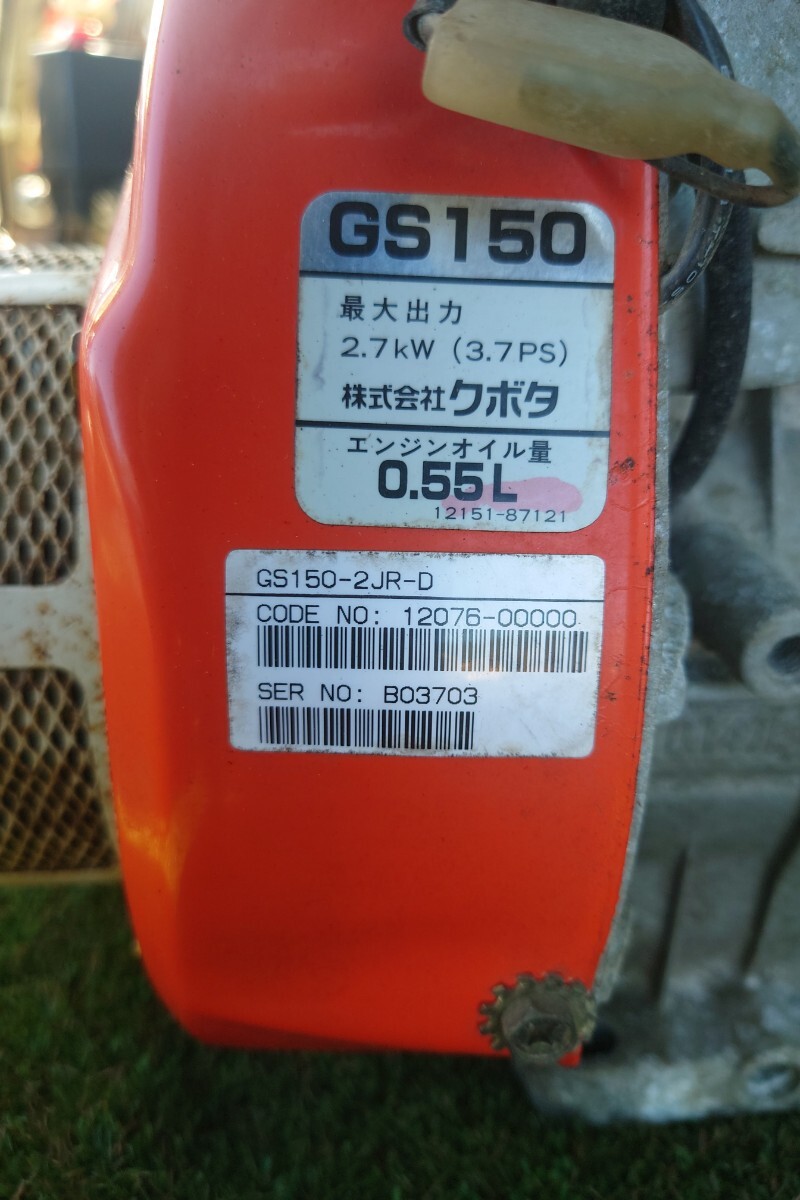 GS150
最大出力
2.7kW (3.7PS)
株式会社クボタ
エンジンオイル量
0.55L
12151-87121
GS150-2JR-D
CODE NO: 12076-00000
SER NO: B03703